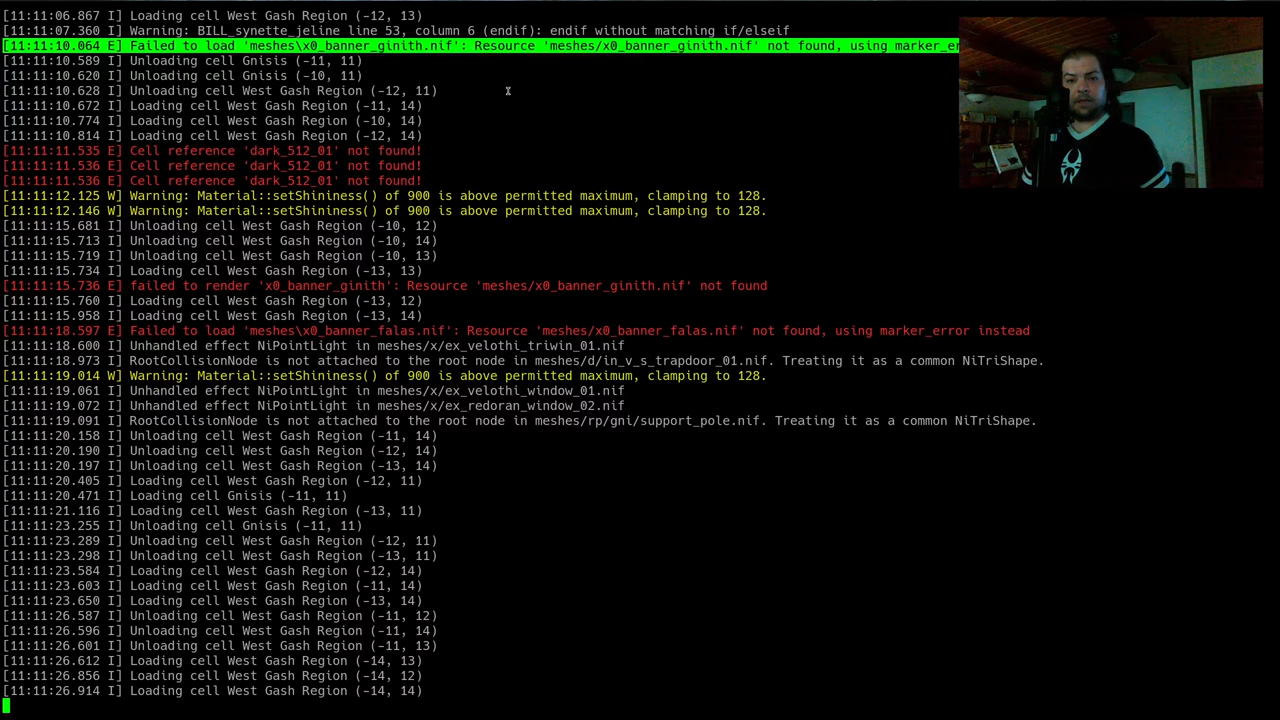 [11:11:06.867 I] Loading cell West Gash Region (-12, 13)
[11:11:07.360 I] Warning: BILL_synette_jeline line 53, column 6 (endif): endif without matching if/elseif
[11:11:10.064 E] Failed to load 'meshes\x0_banner_ginith.nif': Resource 'meshes/x0_banner_ginith.nif' not found, using marker_er
[11:11:10.589 I] Unloading cell Gnisis (-11, 11)
[11:11:10.620 I] Unloading cell Gnisis (-10, 11)
[11:11:10.628 I] Unloading cell West Gash Region (-12, 11)
[11:11:10.672 I] Loading cell West Gash Region (-11, 14)
[11:11:10.774 I] Loading cell West Gash Region (-10, 14)
[11:11:10.814 I] Loading cell West Gash Region (-12, 14)
[11:11:11.535 E] Cell reference 'dark_512_01' not found!
[11:11:11.536 E] Cell reference 'dark_512_01' not found!
[11:11:11.536 E] Cell reference 'dark_512_01' not found!
[11:11:12.125 W] Warning: Material::setShininess() of 900 is above permitted maximum, clamping to 128.
[11:11:12.146 W] Warning: Material::setShininess() of 900 is above permitted maximum, clamping to 128.
[11:11:15.681 I] Unloading cell West Gash Region (-10, 12)
[11:11:15.713 I] Unloading cell West Gash Region (-10, 14)
[11:11:15.719 I] Unloading cell West Gash Region (-10, 13)
[11:11:15.734 I] Loading cell West Gash Region (-13, 13)
[11:11:15.736 E] failed to render 'x0_banner_ginith': Resource 'meshes/x0_banner_ginith.nif' not found
[11:11:15.760 I] Loading cell West Gash Region (-13, 12)
[11:11:15.958 I] Loading cell West Gash Region (-13, 14)
[11:11:18.597 E] Failed to load 'meshes\x0_banner_falas.nif': Resource 'meshes/x0_banner_falas.nif' not found, using marker_error instead
[11:11:18.600 I] Unhandled effect NiPointLight in meshes/x/ex_velothi_triwin_01.nif
[11:11:18.973 I] RootCollisionNode is not attached to the root node in meshes/d/in_v_s_trapdoor_01.nif. Treating it as a common NiTriShape.
[11:11:19.014 W] Warning: Material::setShininess() of 900 is above permitted maximum, clamping to 128.
[11:11:19.061 I] Unhandled effect NiPointLight in meshes/x/ex_velothi_window_01.nif
[11:11:19.072 I] Unhandled effect NiPointLight in meshes/x/ex_redoran_window_02.nif
[11:11:19.091 I] RootCollisionNode is not attached to the root node in meshes/rp/gni/support_pole.nif. Treating it as a common NiTriShape.
[11:11:20.158 I] Unloading cell West Gash Region (-11, 14)
[11:11:20.190 I] Unloading cell West Gash Region (-12, 14)
[11:11:20.197 I] Unloading cell West Gash Region (-13, 14)
[11:11:20.405 I] Loading cell West Gash Region (-12, 11)
[11:11:20.471 I] Loading cell Gnisis (-11, 11)
[11:11:21.116 I] Loading cell West Gash Region (-13, 11)
[11:11:23.255 I] Unloading cell Gnisis (-11, 11)
[11:11:23.289 I] Unloading cell West Gash Region (-12, 11)
[11:11:23.298 I] Unloading cell West Gash Region (-13, 11)
[11:11:23.584 I] Loading cell West Gash Region (-12, 14)
[11:11:23.603 I] Loading cell West Gash Region (-11, 14)
[11:11:23.650 I] Loading cell West Gash Region (-13, 14)
[11:11:26.587 I] Unloading cell West Gash Region (-11, 12)
[11:11:26.596 I] Unloading cell West Gash Region (-11, 14)
[11:11:26.601 I] Unloading cell West Gash Region (-11, 13)
[11:11:26.612 I] Loading cell West Gash Region (-14, 13)
[11:11:26.856 I] Loading cell West Gash Region (-14, 12)
[11:11:26.914 I] Loading cell West Gash Region (-14, 14)